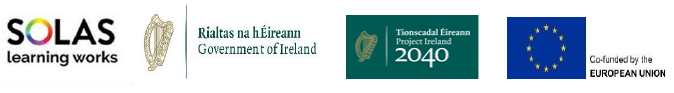 SOLAS
learning works
Rialtas na hÉireann
Government of Ireland
Tionscadal Éireann
Project Ireland
2040
Co-funded by the
EUROPEAN UNION